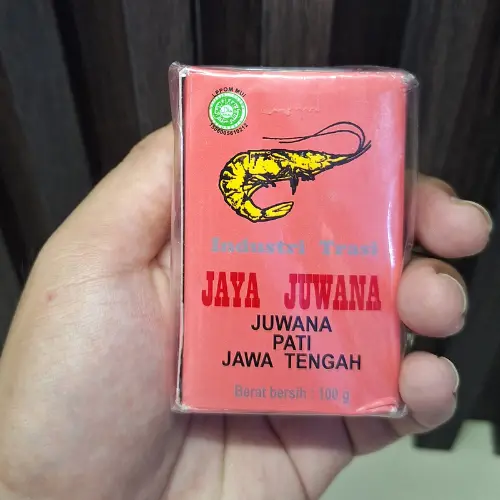 LPPOM MUI
Industri Trasi
JAYA JUWANA
JUWANA
PATI
JAWA TENGAH
Berat bersih : 100 g